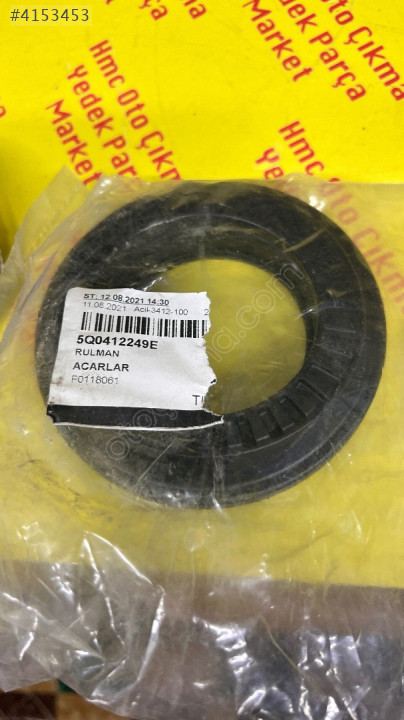 #4153453
Hmc Oto Çıkma
Yedek Parça
Market
Hmc Oto Çıkma
Yedek Parça
Market
Hmc Oto Çıkma
Yedek Parça
Market
ST: 12.08.2021 14:30
11.08.2021 Acil-3412-100 2
5Q0412249E
RULMAN
ACARLAR
F0118061